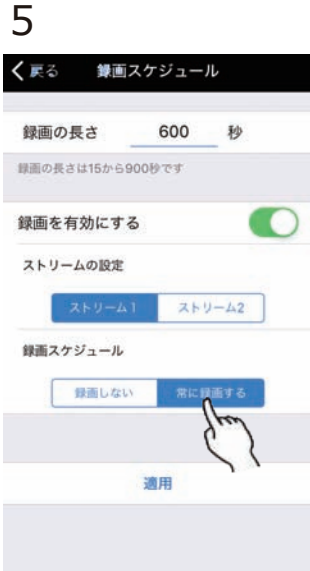 5
戻る 録画スケジュール
録画の長さ 600 秒
録画の長さは15から900秒です
録画を有効にする
ストリームの設定
ストリーム1 ストリーム2
録画スケジュール
録画しない 常に録画する
適用